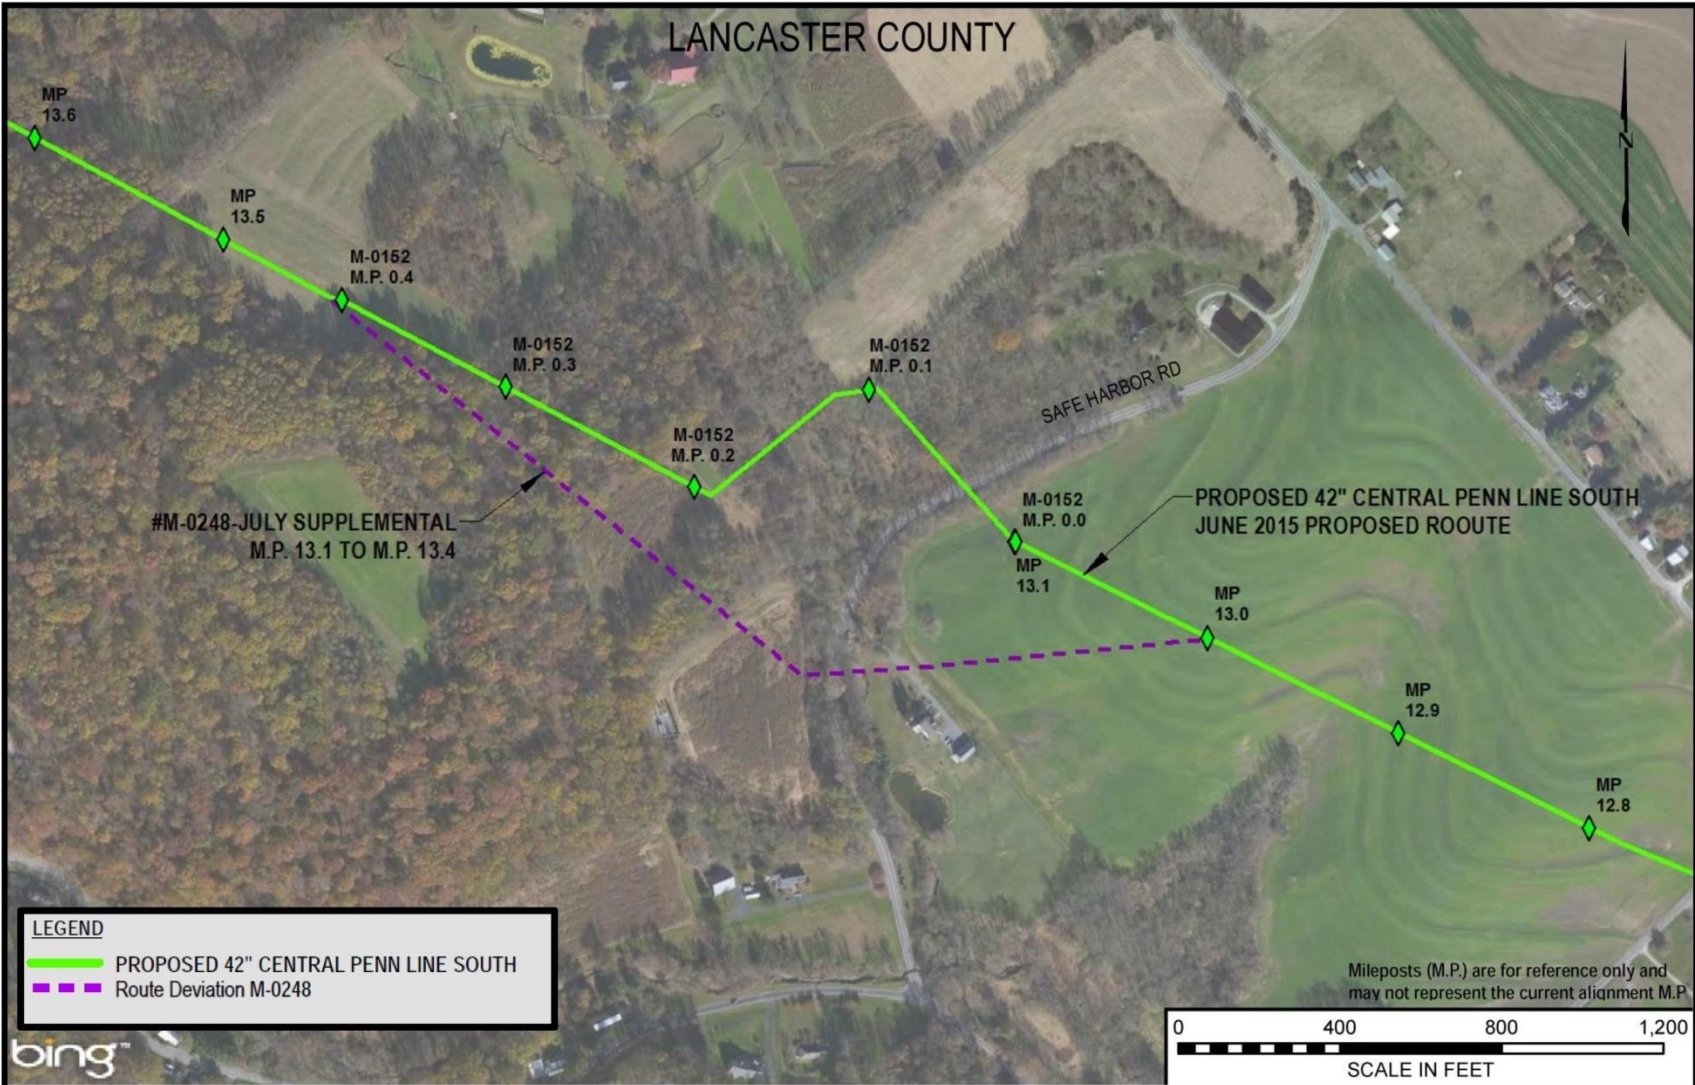 LANCASTER COUNTY
MP
13.6
N
MP
13.5
M-0152
M.P. 0.4
M-0152
M.P. 0.3
M-0152
M.P. 0.1
SAFE HARBOR RD
M-0152
M.P. 0.2
#M-0248-JULY SUPPLEMENTAL
M.P. 13.1 TO M.P. 13.4
M-0152
M.P. 0.0
MP
13.1
PROPOSED 42" CENTRAL PENN LINE SOUTH
JUNE 2015 PROPOSED ROOUTE
MP
13.0
MP
12.9
MP
12.8
LEGEND
PROPOSED 42" CENTRAL PENN LINE SOUTH
Route Deviation M-0248
Mileposts (M.P.) are for reference only and
may not represent the current alignment M.P
0 400 800 1,200
SCALE IN FEET
bing™